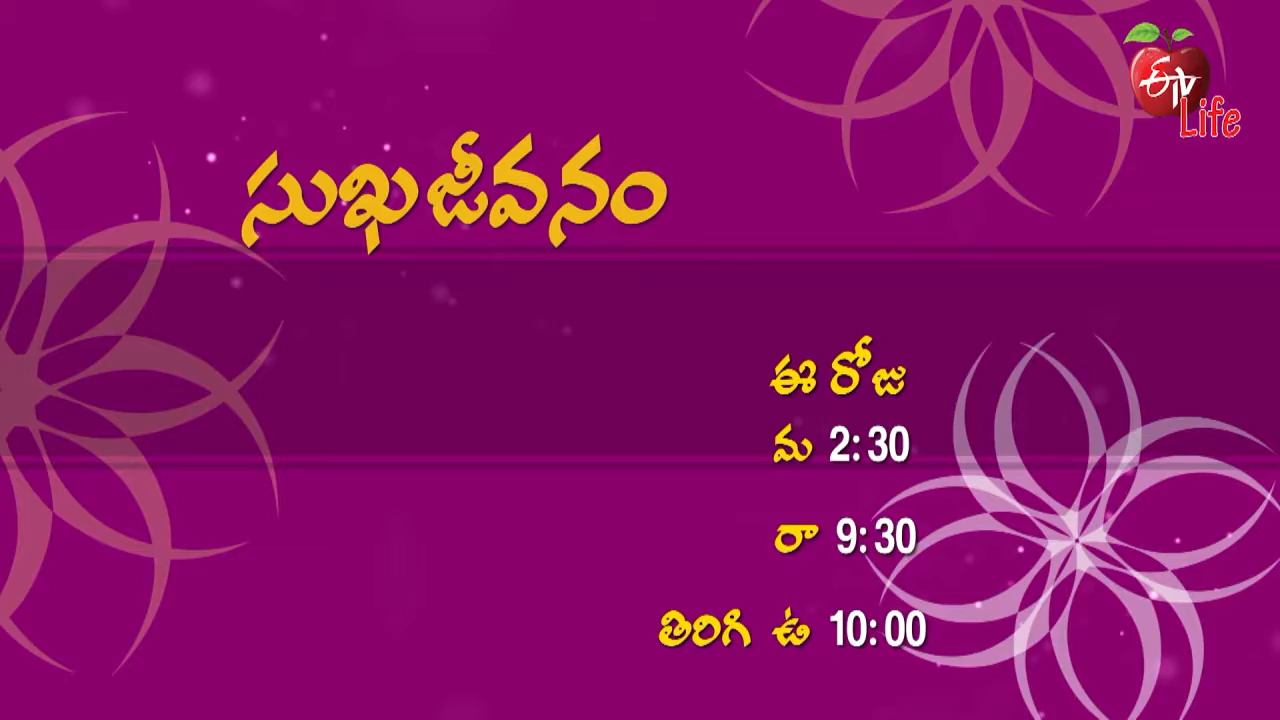 ETV
Life
సుఖజీవనం
ఈ రోజు
మ 2:30
రా 9:30
తిరిగి ఉ 10:00